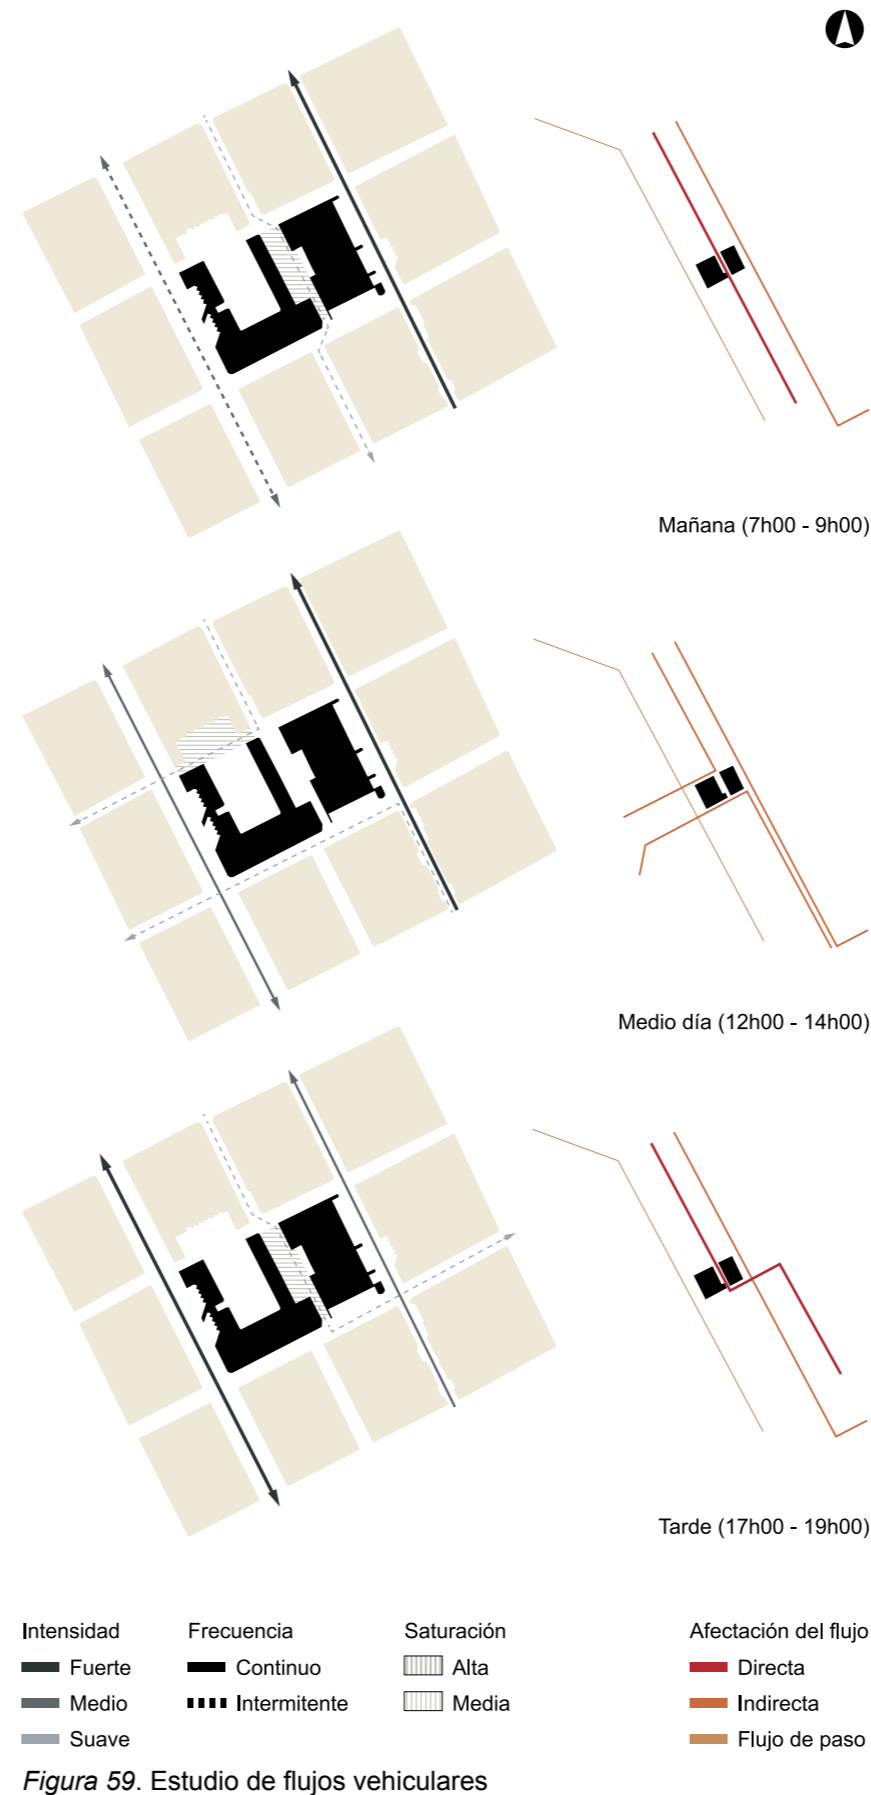 Mañana (7h00 - 9h00)
Medio día (12h00 - 14h00)
Tarde (17h00 - 19h00)
Intensidad
Fuerte
Medio
Suave
Frecuencia
Continuo
Intermitente
Saturación
Alta
Media
Afectación del flujo
Directa
Indirecta
Flujo de paso
Figura 59. Estudio de flujos vehiculares